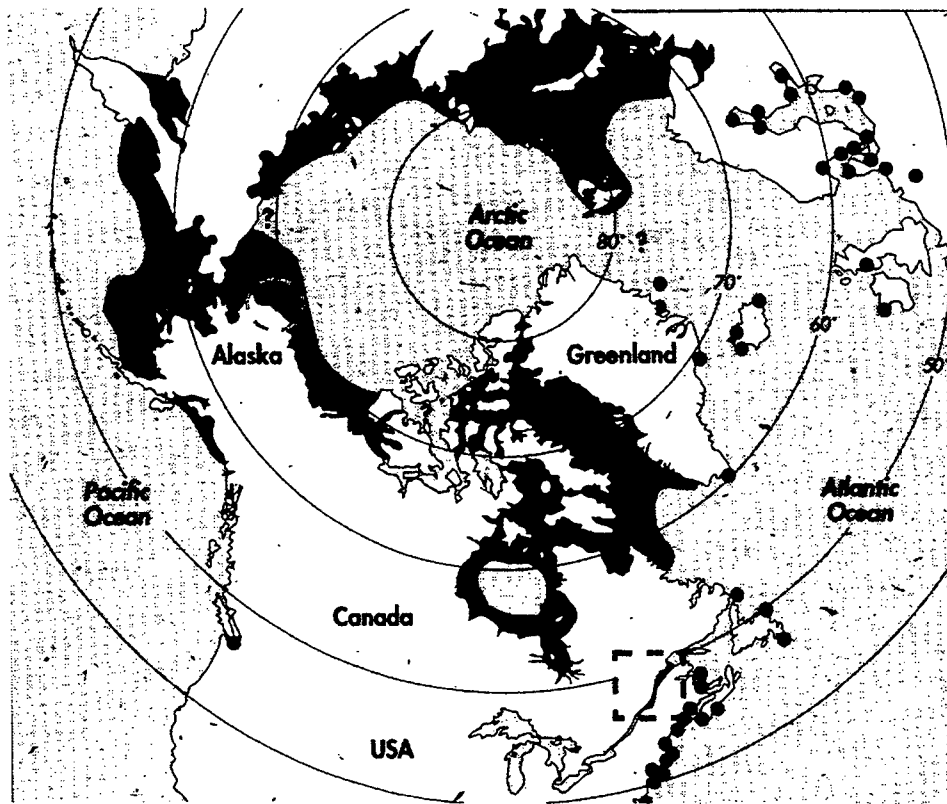 Arctic
Ocean
80°
?
?
70°
60°
50°
Alaska
Greenland
Pacific
Ocean
Atlantic
Ocean
Canada
USA